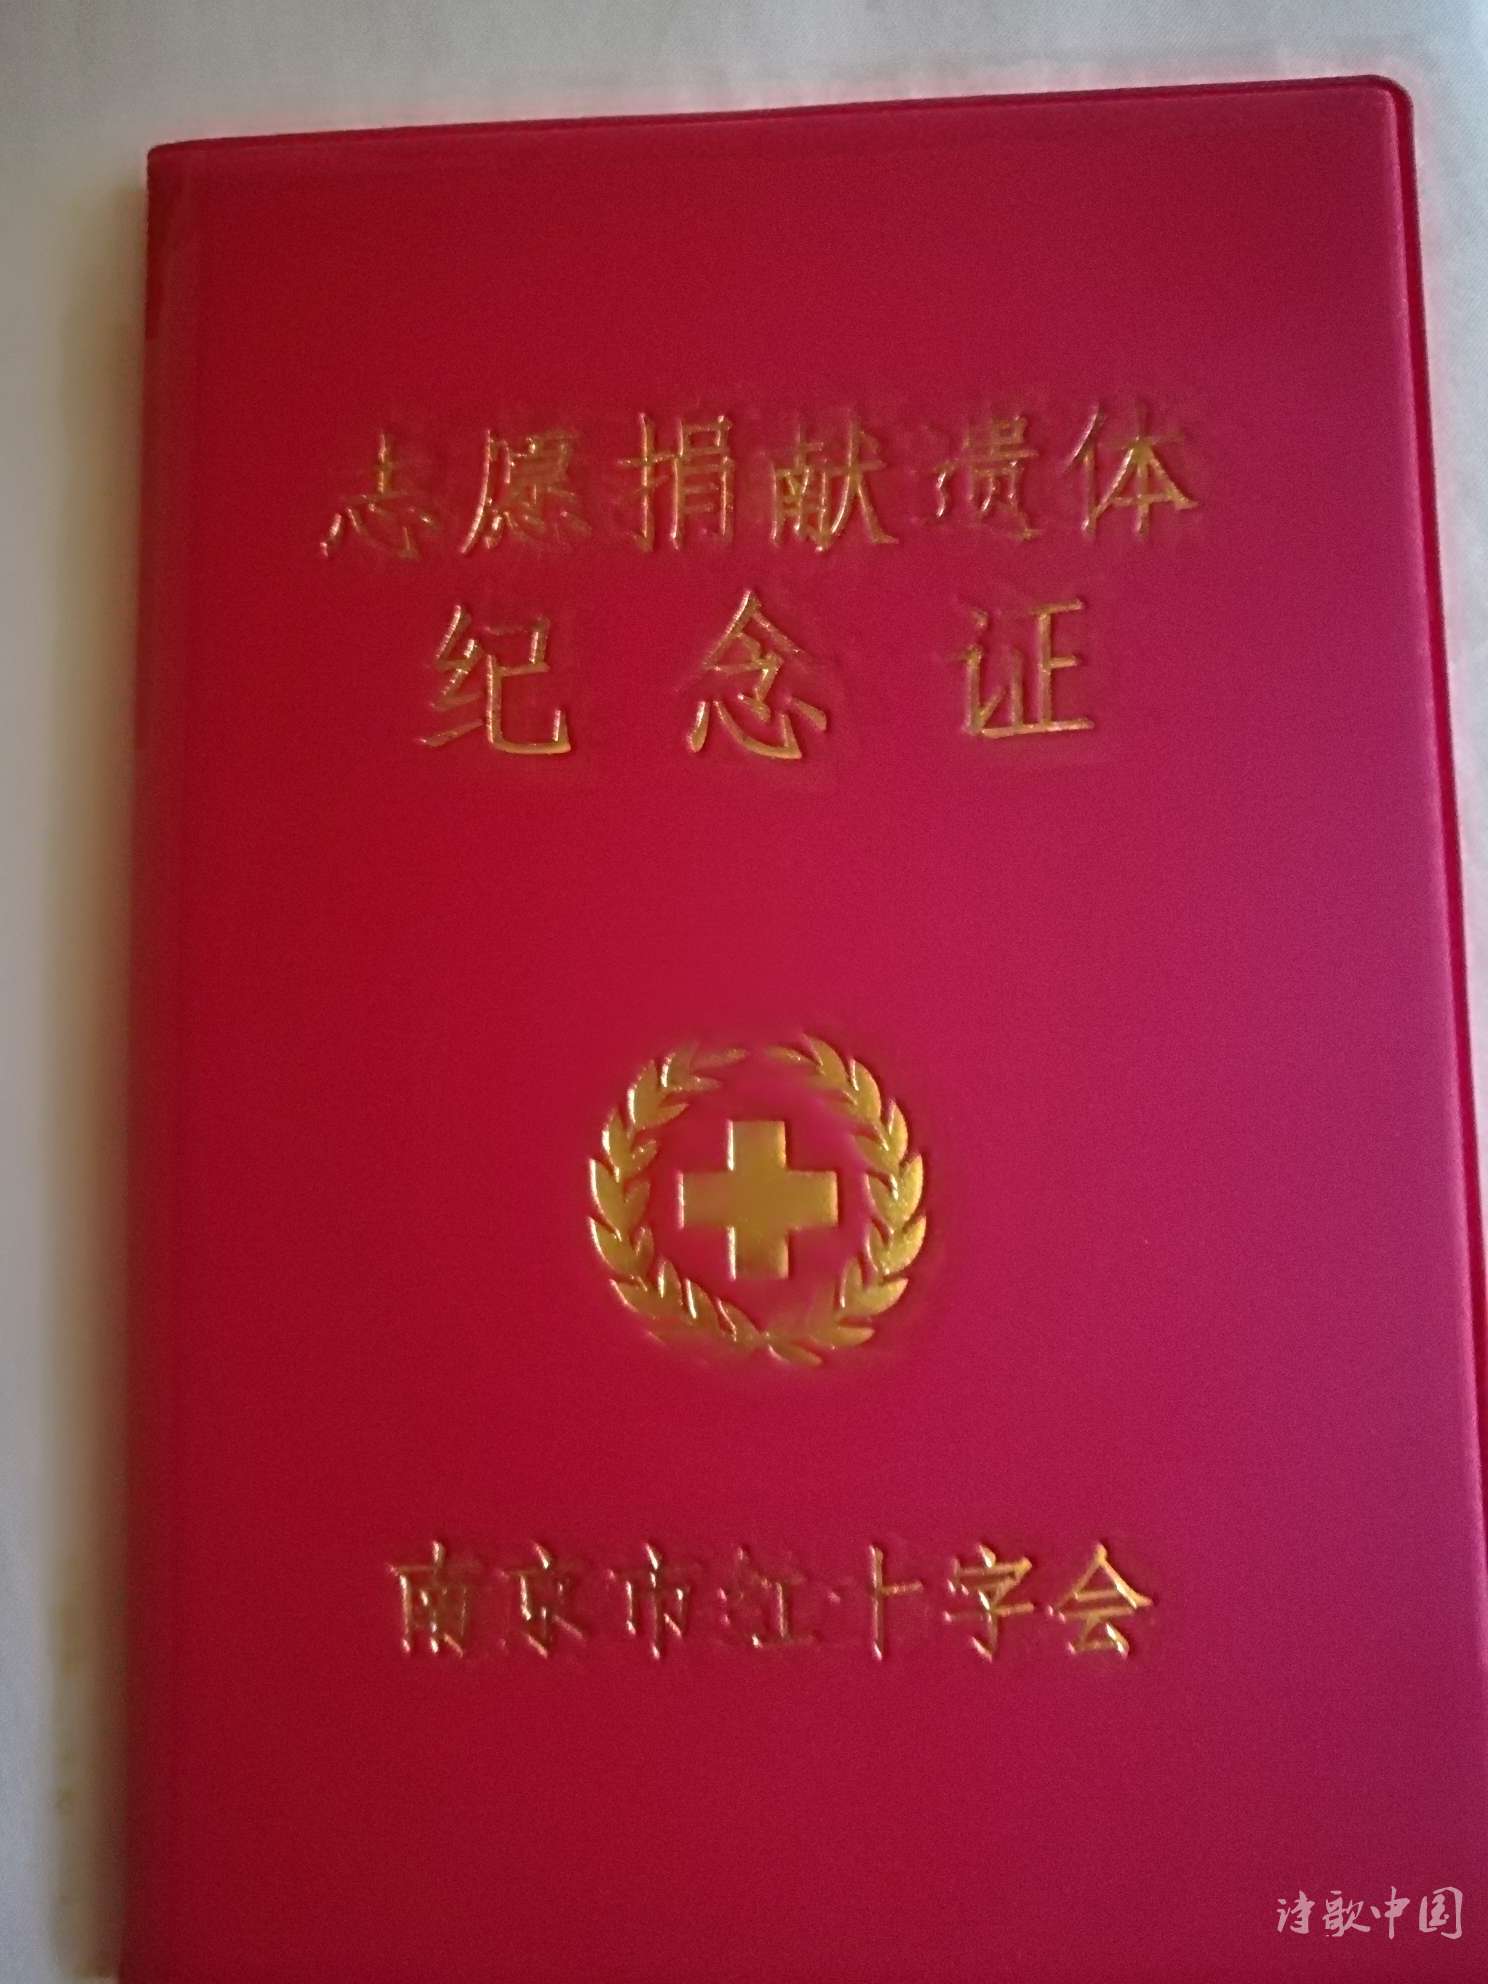 志愿捐献遗体
纪念证
南京市红十字会
诗歌中国